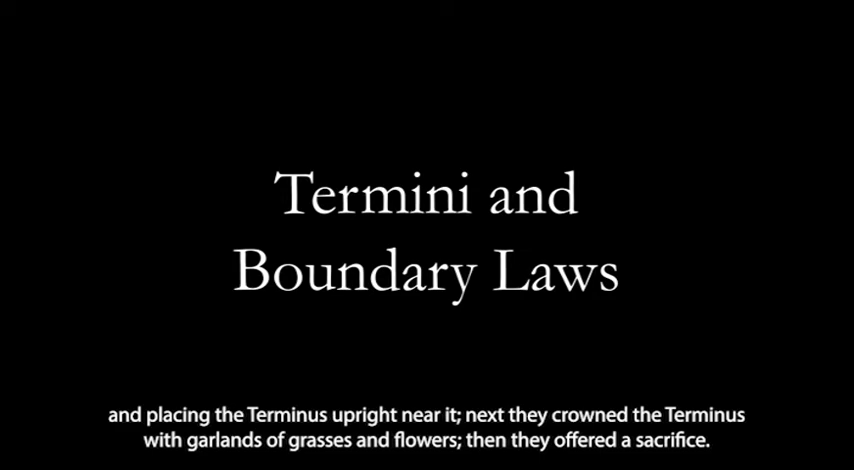 Termini and
Boundary Laws
and placing the Terminus upright near it; next they crowned the Terminus
with garlands of grasses and flowers; then they offered a sacrifice.